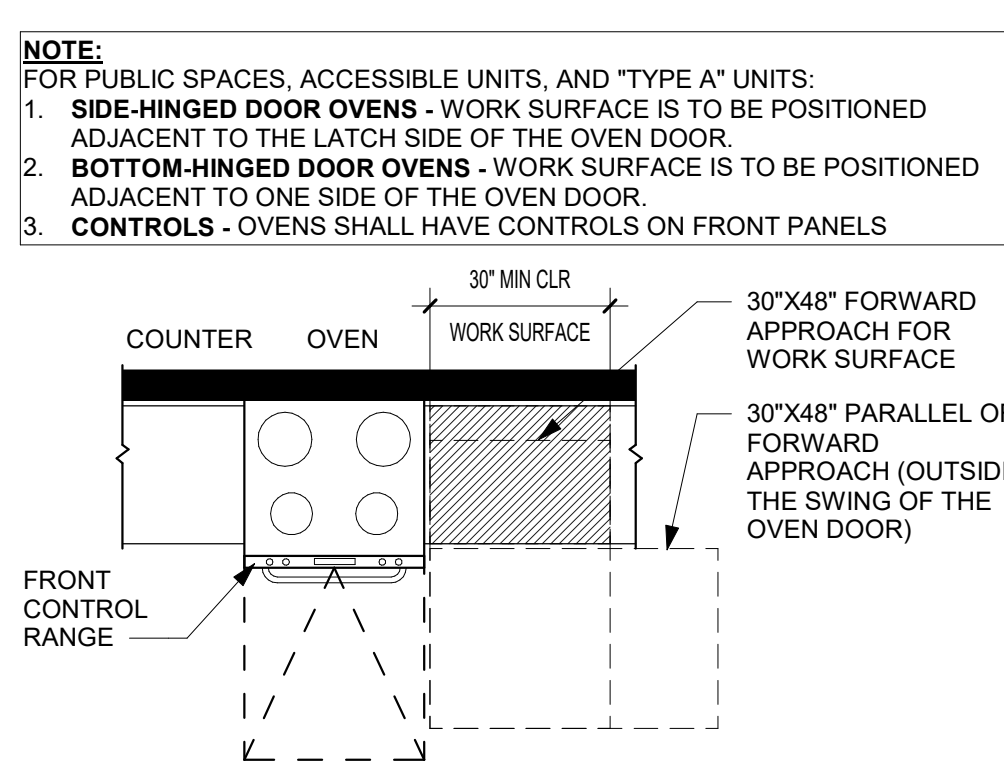 NOTE:
FOR PUBLIC SPACES, ACCESSIBLE UNITS, AND "TYPE A" UNITS:
1. SIDE-HINGED DOOR OVENS - WORK SURFACE IS TO BE POSITIONED
ADJACENT TO THE LATCH SIDE OF THE OVEN DOOR.
2. BOTTOM-HINGED DOOR OVENS - WORK SURFACE IS TO BE POSITIONED
ADJACENT TO ONE SIDE OF THE OVEN DOOR.
3. CONTROLS - OVENS SHALL HAVE CONTROLS ON FRONT PANELS
30" MIN CLR
COUNTER OVEN WORK SURFACE
30"X48" FORWARD
APPROACH FOR
WORK SURFACE
30"X48" PARALLEL
FORWARD
APPROACH
THE SWING OF THE
OVEN DOOR)
FRONT
CONTROL
RANGE